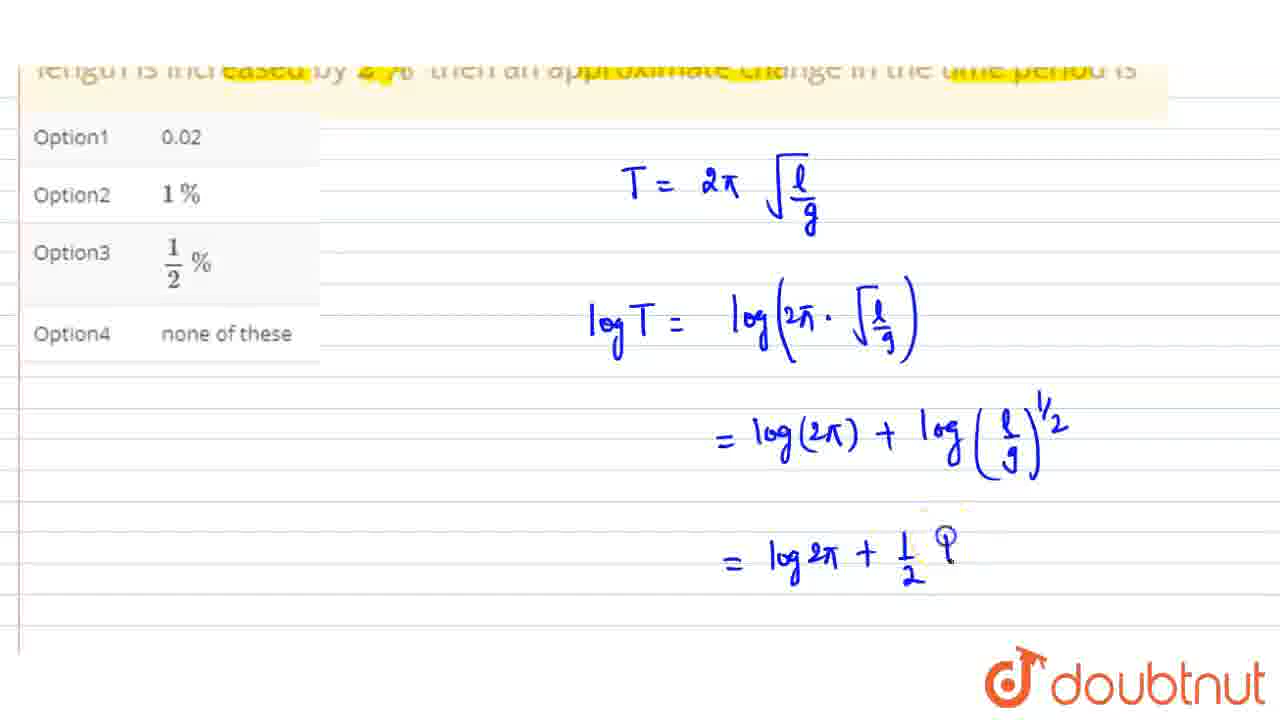 length is increased by 2 % then an approximate change in the time period is
Option1 0.02
Option2 1 %
Option3 1/2 %
Option4 none of these
T = 2π √(l/g)
log T = log(2π · √(l/g))
= log(2π) + log(l/g)^1/2
= log 2π + 1/2
doubtnut